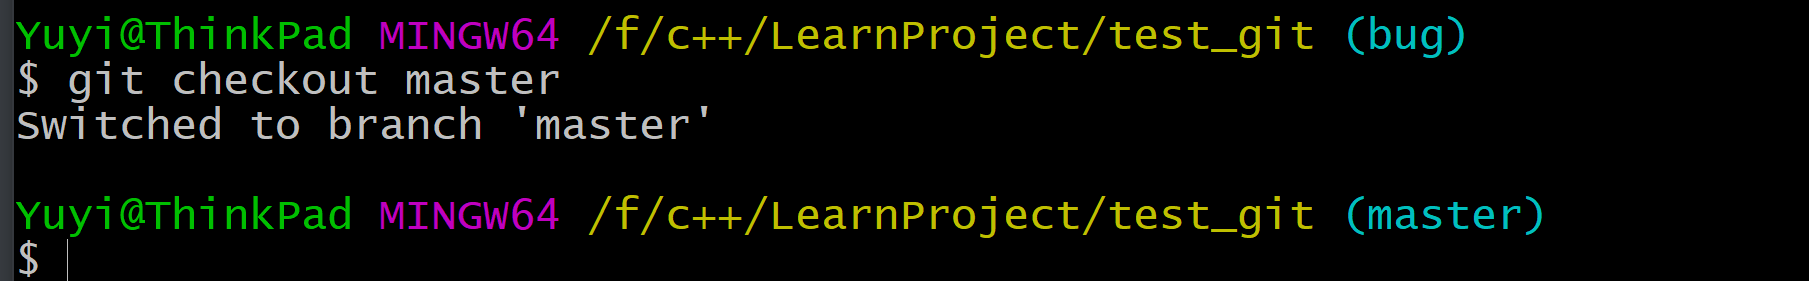 Yuyi@ThinkPad MINGW64 /f/c++/LearnProject/test_git (bug)
$ git checkout master
Switched to branch 'master'
Yuyi@ThinkPad MINGW64 /f/c++/LearnProject/test_git (master)
$